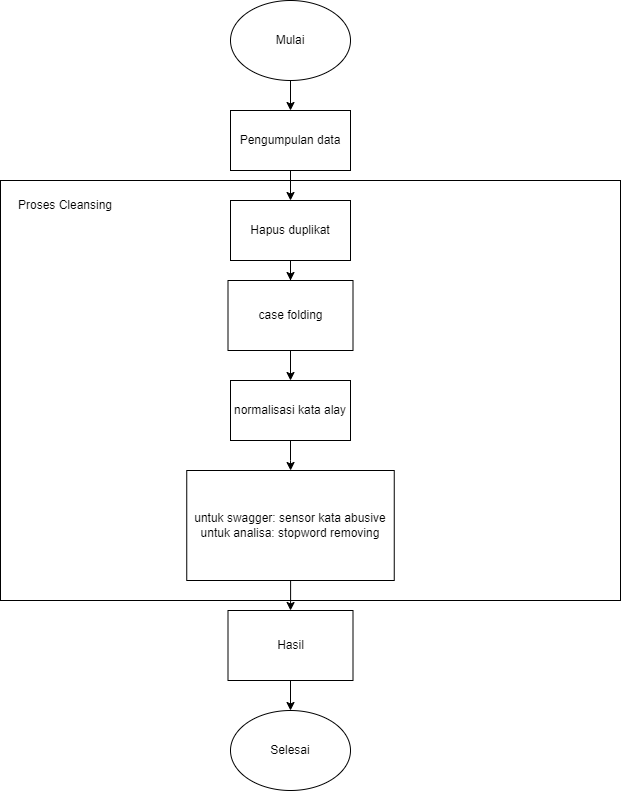 Mulai
Pengumpulan data
Proses Cleansing
Hapus duplikat
case folding
normalisasi kata alay
untuk swagger: sensor kata abusive
untuk analisa: stopword removing
Hasil
Selesai